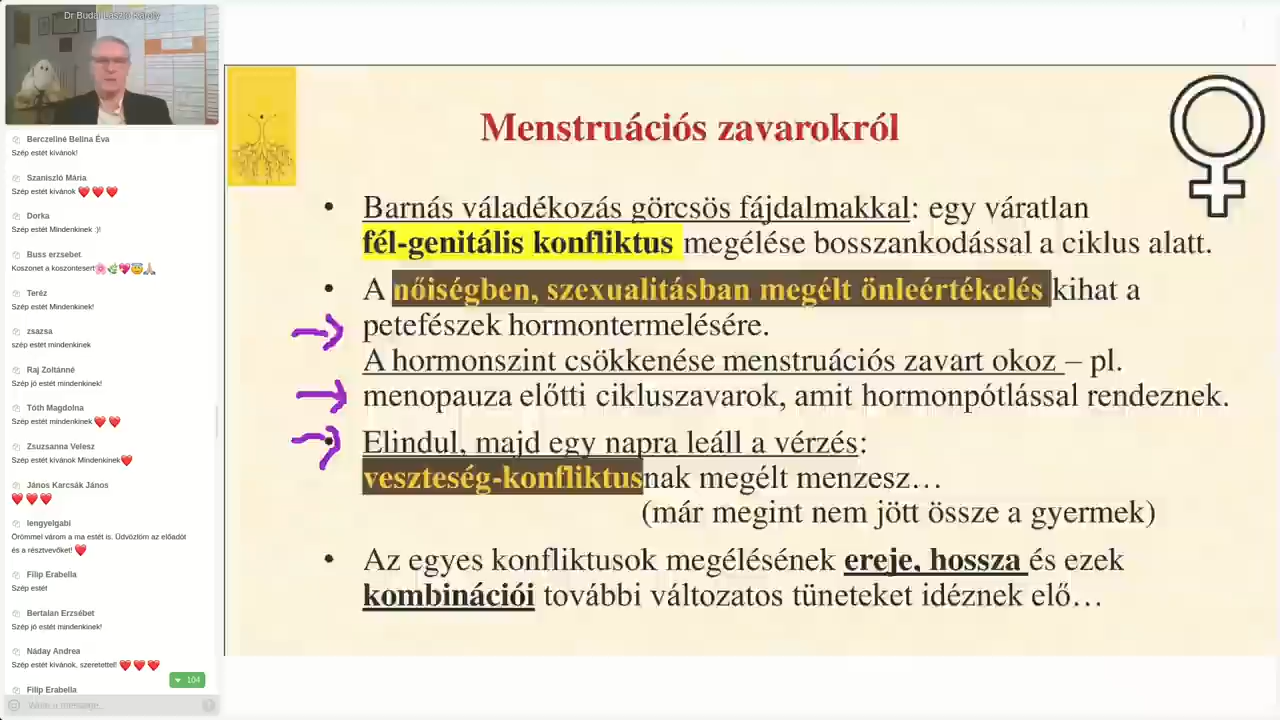 Dr Budai László Károly
Berczeliné Belina Éva
Szép estét kívánok!
Szaniszló Mária
Szép estét kívánok ❤️ ❤️ ❤️
Dorka
Szép estét Mindenkinek :)!
Buss erzsebet
Koszonet a koszontesert🌸🌿💖😇🙏🏼
Teréz
Szép estét Mindenkinek!
zsazsa
szép estét mindenkinek
Raj Zoltánné
Szép jó estét mindenkinek!
Tóth Magdolna
Szép estét mindenkinek ❤️ ❤️
Zsuzsanna Velesz
Szép estét kívánok Mindenkinek❤️
János Karcsák János
❤️❤️❤️
lengyelgabi
Örömmel várom a ma estét is. Üdvözlöm az előadót
és a résztvevőket! ❤️
Filip Erabella
Szép estét
Bertalan Erzsébet
Szép jó estét mindenkinek!
Náday Andrea
Szép estét kívánok, szeretettel! ❤️ ❤️ ❤️
104
Filip Erabella
Write a message...
Menstruációs zavarokról
• Barnás váladékozás görcsös fájdalmakkal: egy váratlan
fél-genitális konfliktus megélése bosszankodással a ciklus alatt.
• A nőiségben, szexualitásban megélt önleértékelés kihat a
petefészek hormontermelésére.
A hormonszint csökkenése menstruációs zavart okoz – pl.
menopauza előtti cikluszavarok, amit hormonpótlással rendeznek.
• Elindul, majd egy napra leáll a vérzés:
veszteség-konfliktusnak megélt menzesz…
(már megint nem jött össze a gyermek)
• Az egyes konfliktusok megélésének ereje, hossza és ezek
kombinációi további változatos tüneteket idéznek elő…